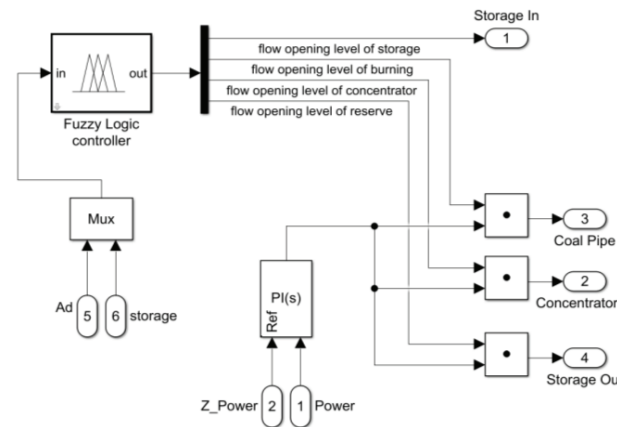 Storage In
1
flow opening level of storage
in
out
flow opening level of burning
flow opening level of concentrator
flow opening level of reserve
Fuzzy Logic
controller
Mux
3
Coal Pipe
Ad
5
6
storage
PI(s)
Ref
2
Concentrator
4
Storage Ou
Z_Power
2
1
Power